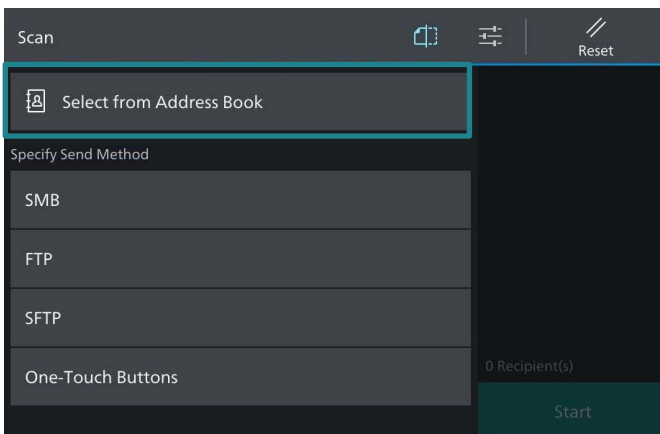 Scan
Reset
Select from Address Book
Specify Send Method
SMB
FTP
SFTP
One-Touch Buttons
0 Recipient(s)
Start